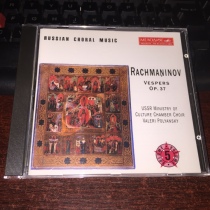 RUSSIAN CHORAL MUSIC
RACHMANINOV
VESPERS
OP. 37
USSR MINISTRY OF
CULTURE CHAMBER CHOIR
VALERI POLYANSKY